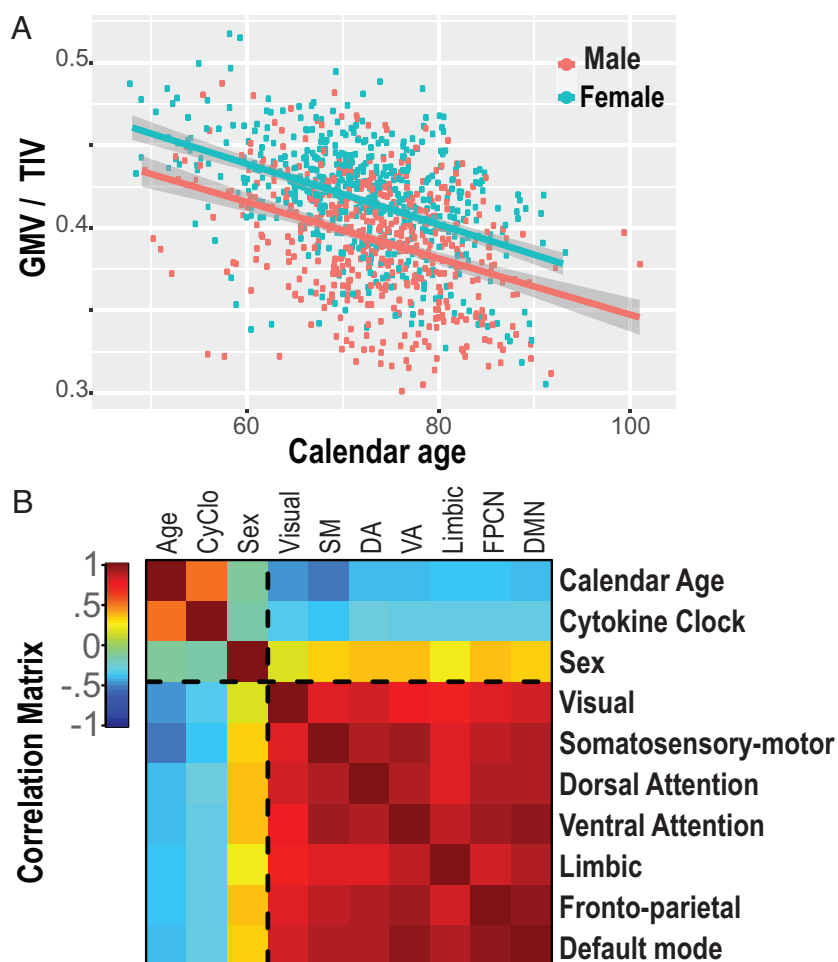 A
GMV / TIV
0.5
0.4
0.3
Male
Female
60
80
100
Calendar age
B
Age
CyClo
Sex
Visual
SM
DA
VA
Limbic
FPCN
DMN
Correlation Matrix
1
.5
0
-.5
-1
Calendar Age
Cytokine Clock
Sex
Visual
Somatosensory-motor
Dorsal Attention
Ventral Attention
Limbic
Fronto-parietal
Default mode